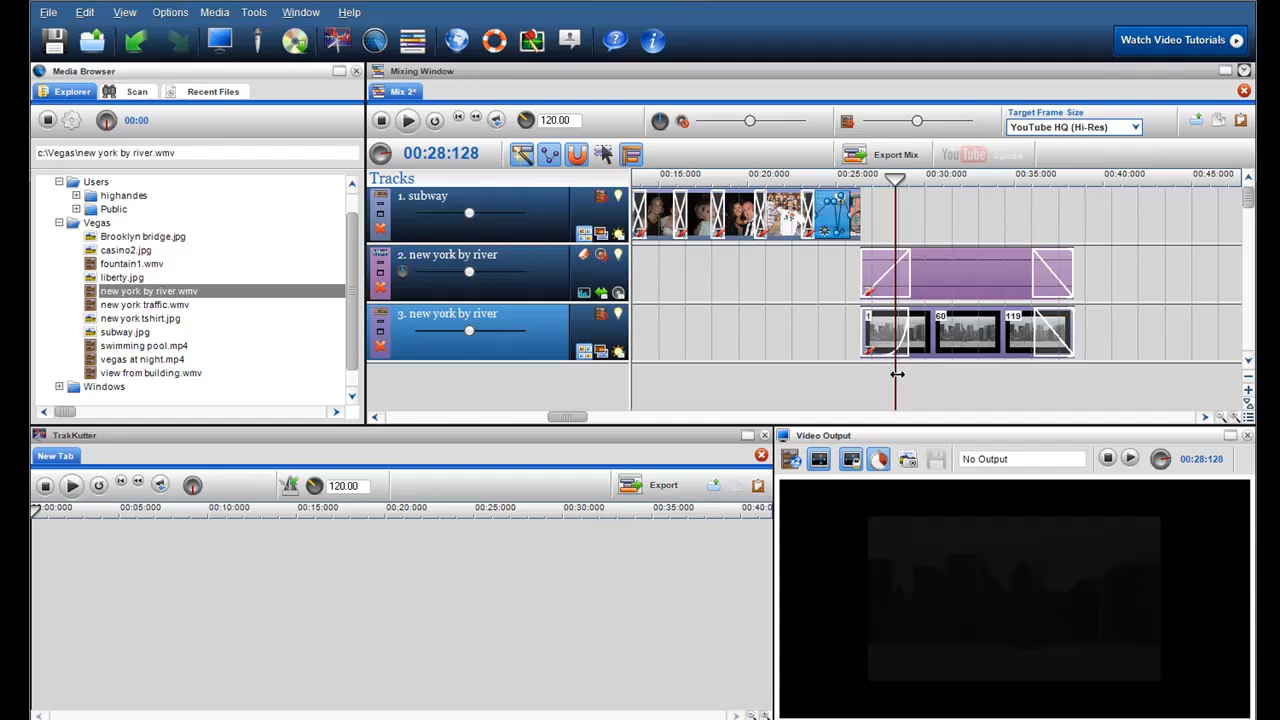 File Edit View Options Media Tools Window Help
Watch Video Tutorials
Media Browser
Explorer Scan Recent Files
00:00
c:\Vegas\new york by river.wmv
Users
highandes
Public
Vegas
Brooklyn bridge.jpg
casino2.jpg
fountain1.wmv
liberty.jpg
new york by river.wmv
new york traffic.wmv
new york tshirt.jpg
subway.jpg
swimming pool.mp4
vegas at night.mp4
view from building.wmv
Windows
Mixing Window
Mix 2*
120.00
Target Frame Size
YouTube HQ (Hi-Res)
00:28:128
Export Mix
YouTube
Tracks
00:15:000 00:20:000 00:25:000 00:30:000 00:35:000 00:40:000 00:45:000
1. subway
2. new york by river
3. new york by river
1 60 119
TrakKutter
New Tab
120.00
Export
:00:000 00:05:000 00:10:000 00:15:000 00:20:000 00:25:000 00:30:000 00:35:000 00:40:0
Video Output
No Output
00:28:128